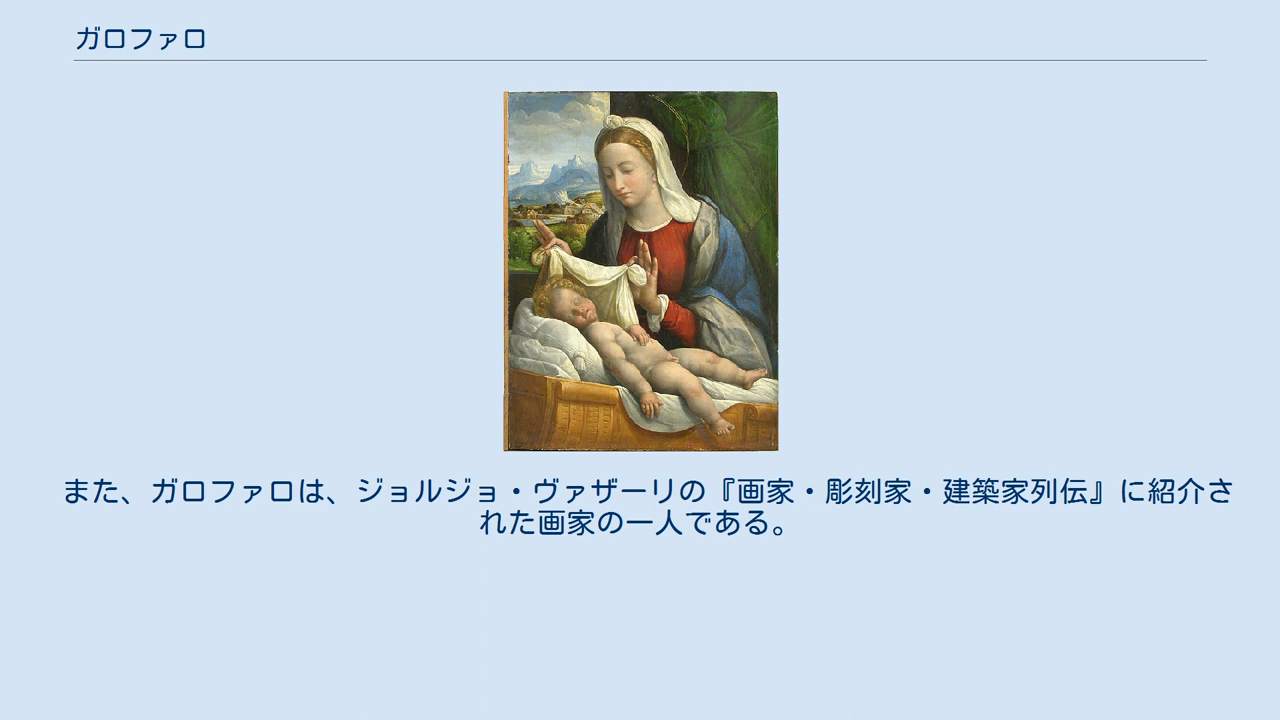 ガロファロ
また、ガロファロは、ジョルジョ・ヴァザーリの『画家・彫刻家・建築家列伝』に紹介さ
れた画家の一人である。